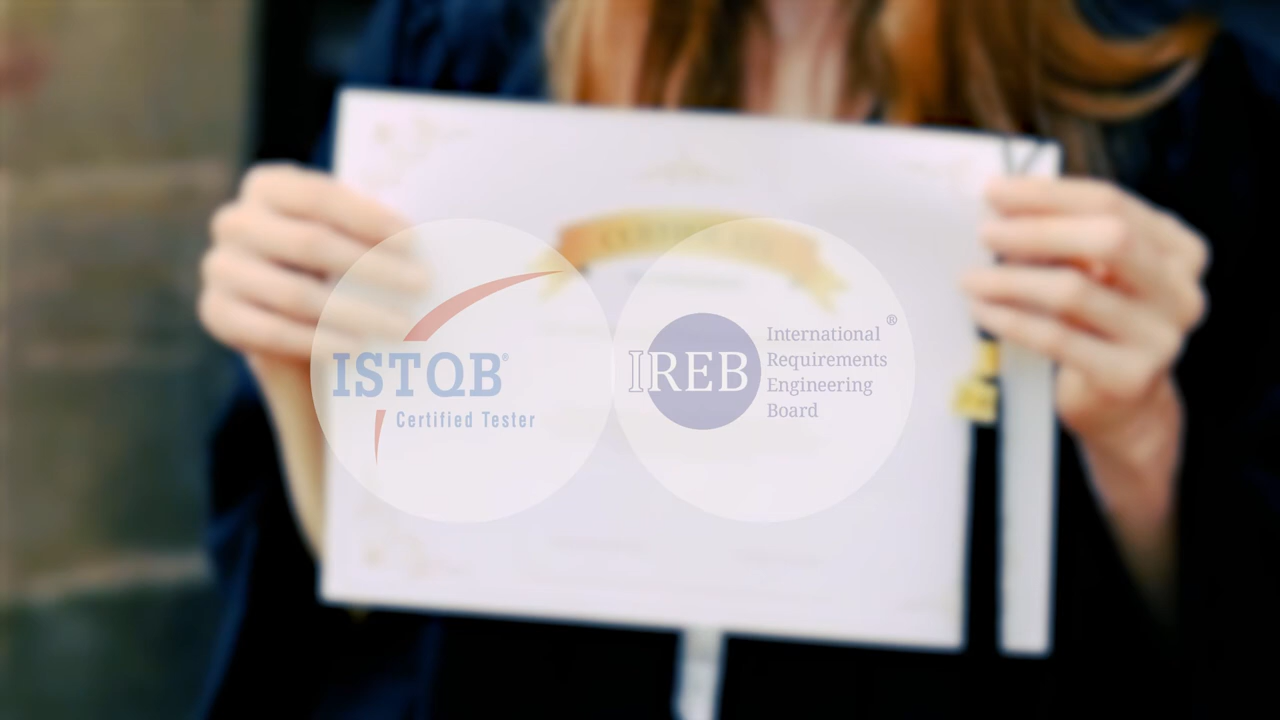 ISTQB®
Certified Tester
IREB
International ®
Requirements
Engineering
Board